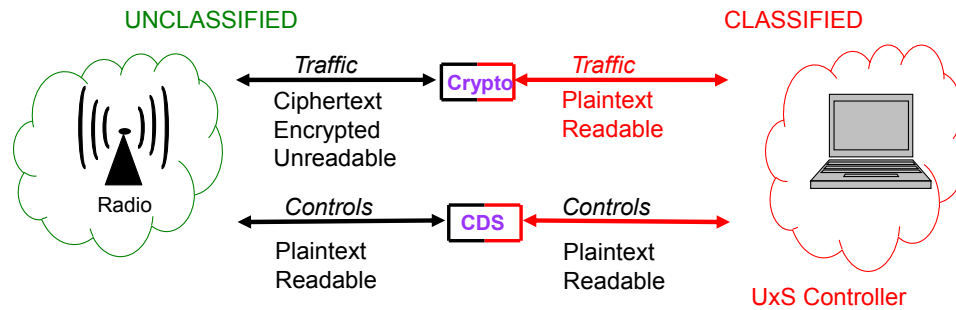 UNCLASSIFIED
CLASSIFIED
Traffic
Crypto
Traffic
Ciphertext
Encrypted
Unreadable
Plaintext
Readable
Radio
Controls
CDS
Controls
Plaintext
Readable
Plaintext
Readable
UxS Controller